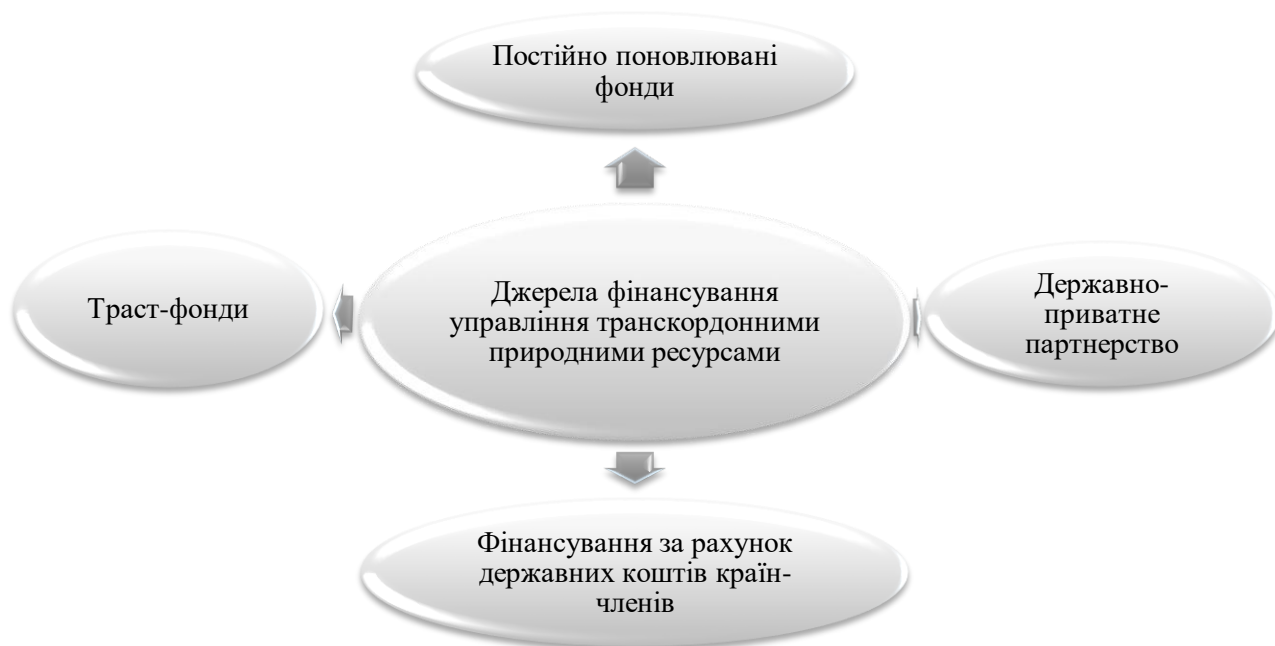 Постійно поновлювані
фонди
Траст-фонди
Джерела фінансування
управління транскордонними
природними ресурсами
Державно-
приватне
партнерство
Фінансування за рахунок
державних коштів країн-
членів